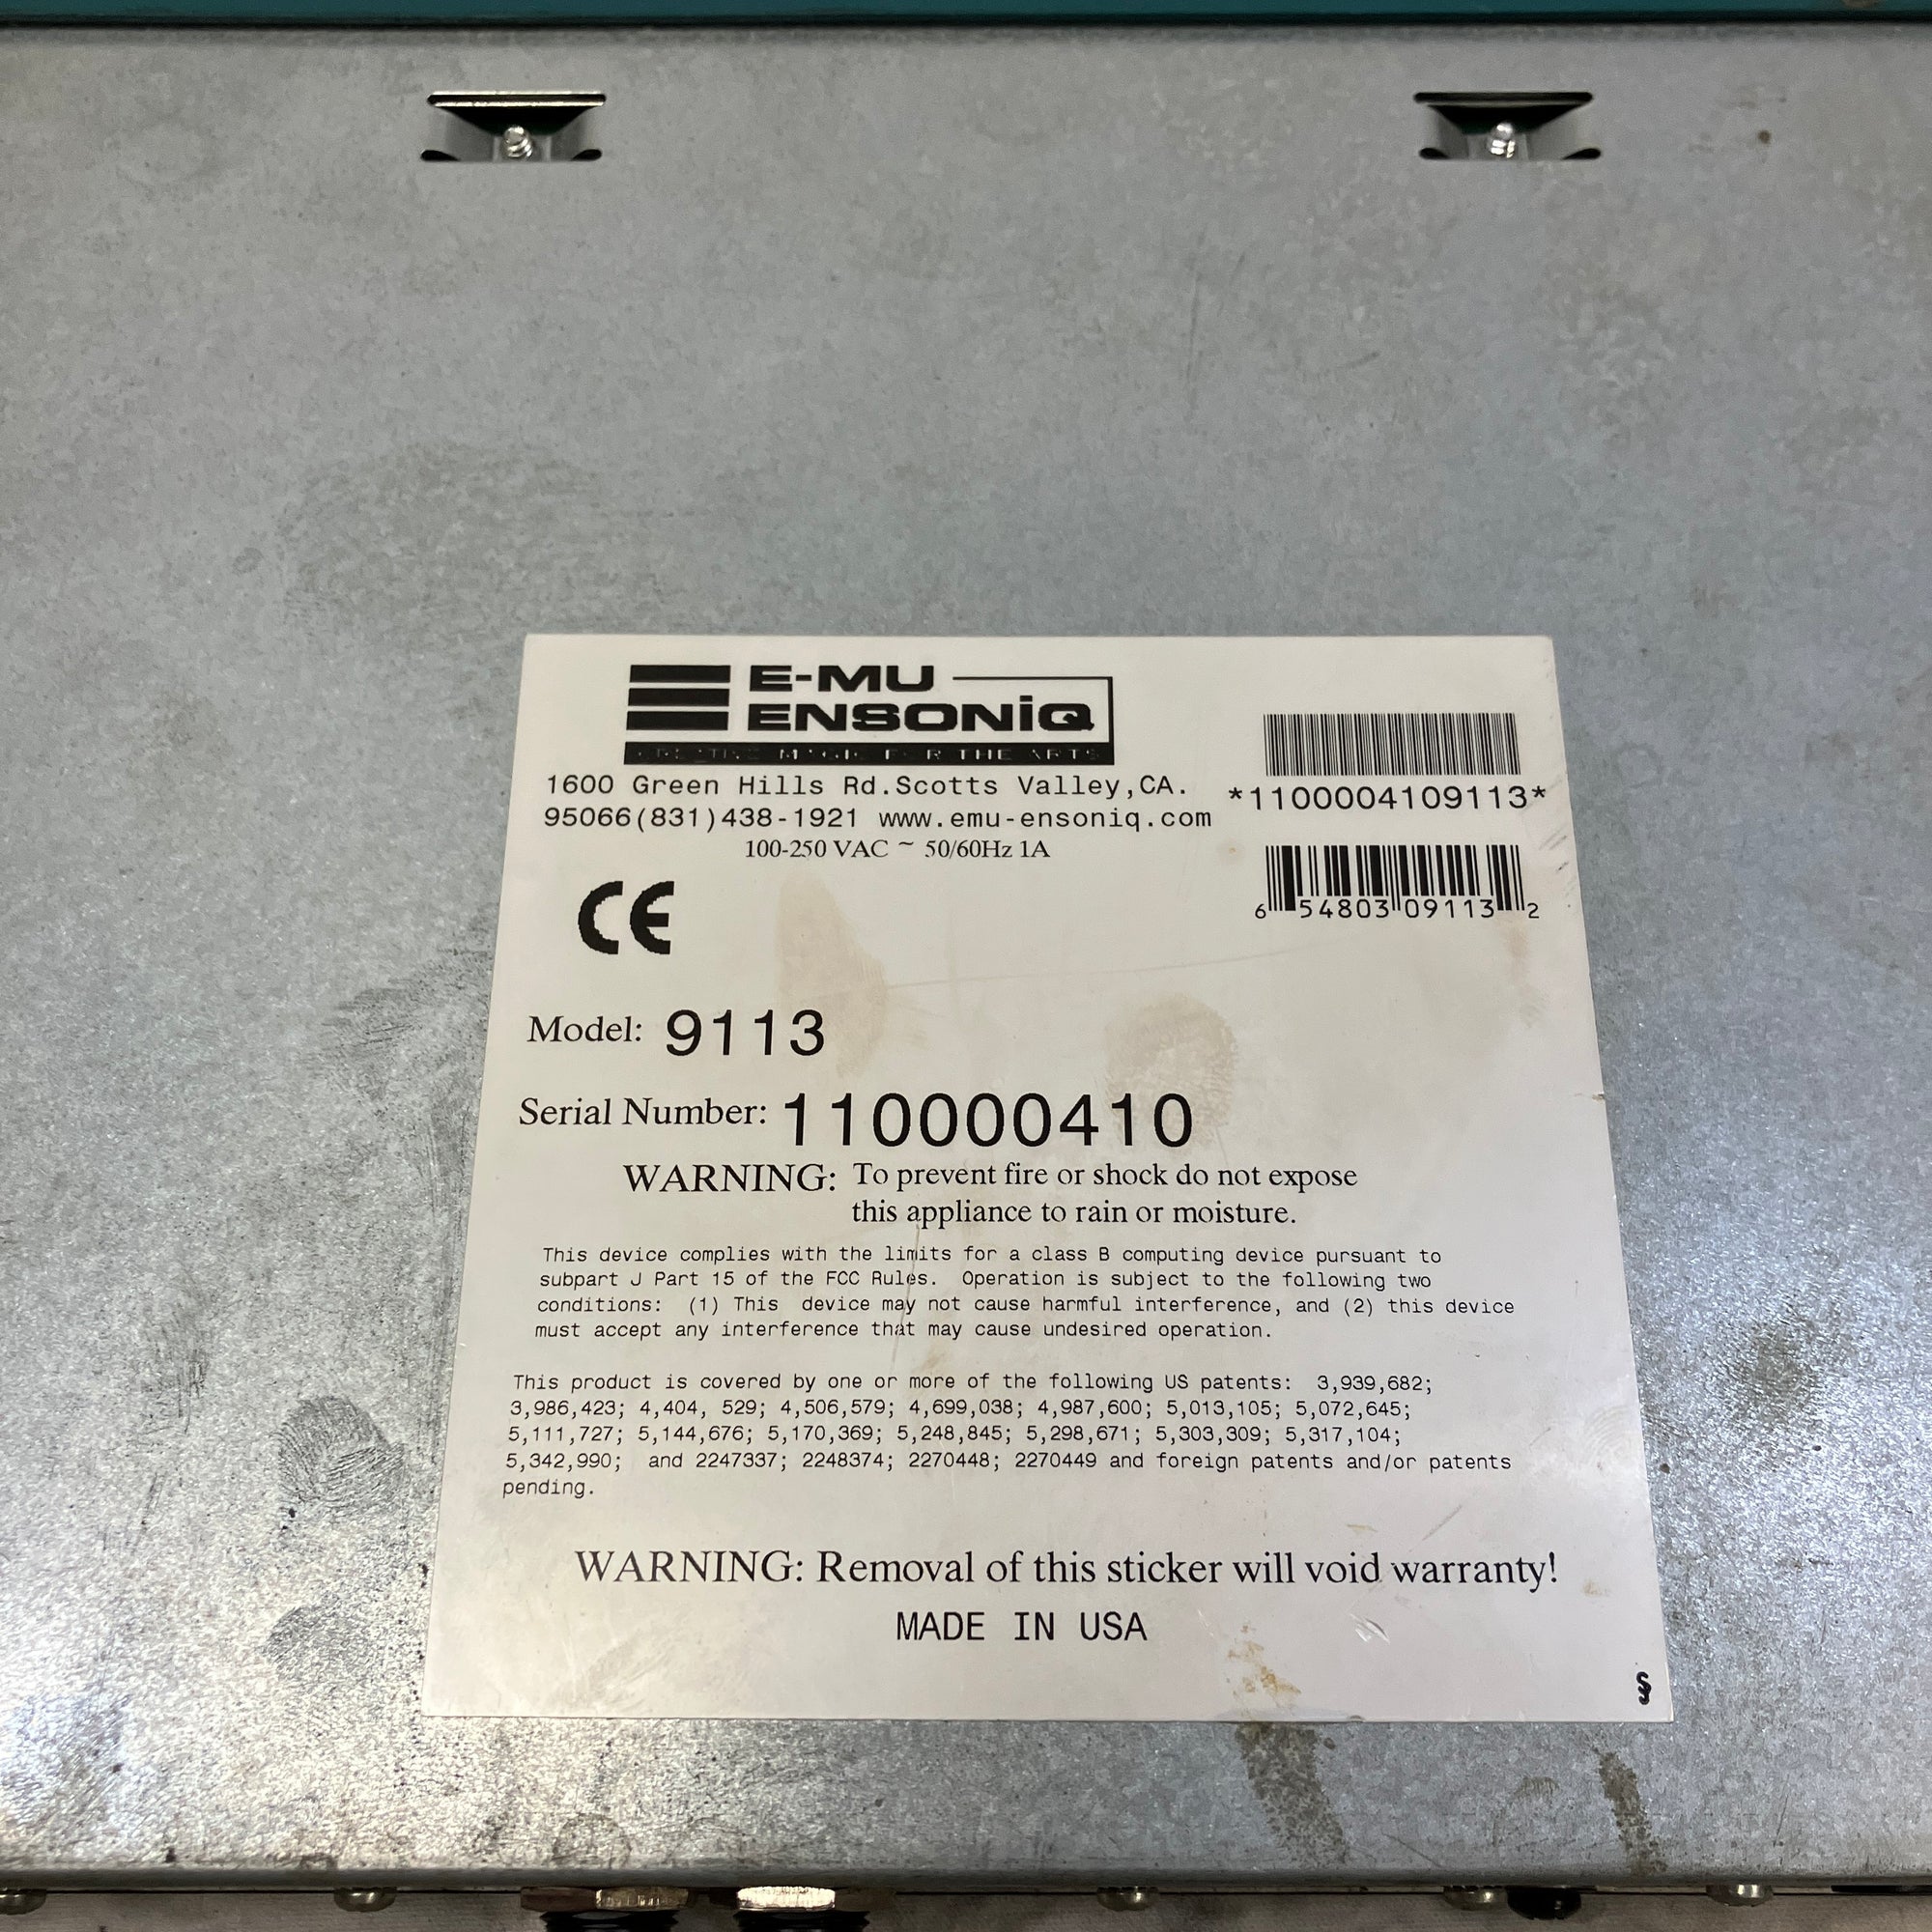 E-MU
ENSONiQ
CREATIVE MAGIC FOR THE ARTS
1600 Green Hills Rd.Scotts Valley,CA.
95066(831)438-1921 www.emu-ensoniq.com
100-250 VAC ~ 50/60Hz 1A
*1100004109113*
6 54803 09113 2
CE
Model: 9113
Serial Number: 110000410
WARNING: To prevent fire or shock do not expose
this appliance to rain or moisture.
This device complies with the limits for a class B computing device pursuant to
subpart J Part 15 of the FCC Rules. Operation is subject to the following two
conditions: (1) This device may not cause harmful interference, and (2) this device
must accept any interference that may cause undesired operation.
This product is covered by one or more of the following US patents: 3,939,682;
3,986,423; 4,404, 529; 4,506,579; 4,699,038; 4,987,600; 5,013,105; 5,072,645;
5,111,727; 5,144,676; 5,170,369; 5,248,845; 5,298,671; 5,303,309; 5,317,104;
5,342,990; and 2247337; 2248374; 2270448; 2270449 and foreign patents and/or patents
pending.
WARNING: Removal of this sticker will void warranty!
MADE IN USA